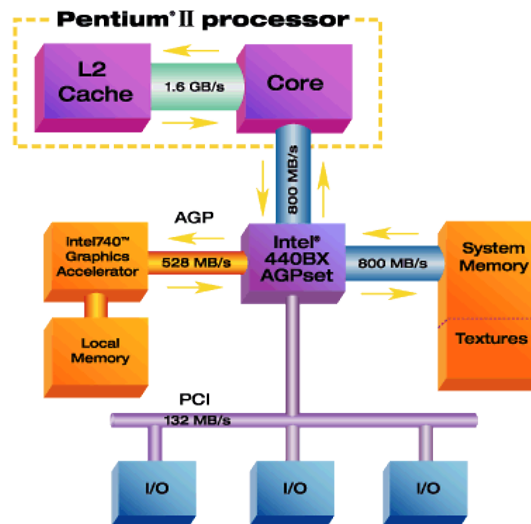 Pentium® II processor
L2
Cache
1.6 GB/s
Core
800 MB/s
AGP
Intel740™
Graphics
Accelerator
528 MB/s
Intel®
440BX
AGPset
800 MB/s
System
Memory
Textures
Local
Memory
PCI
132 MB/s
I/O
I/O
I/O